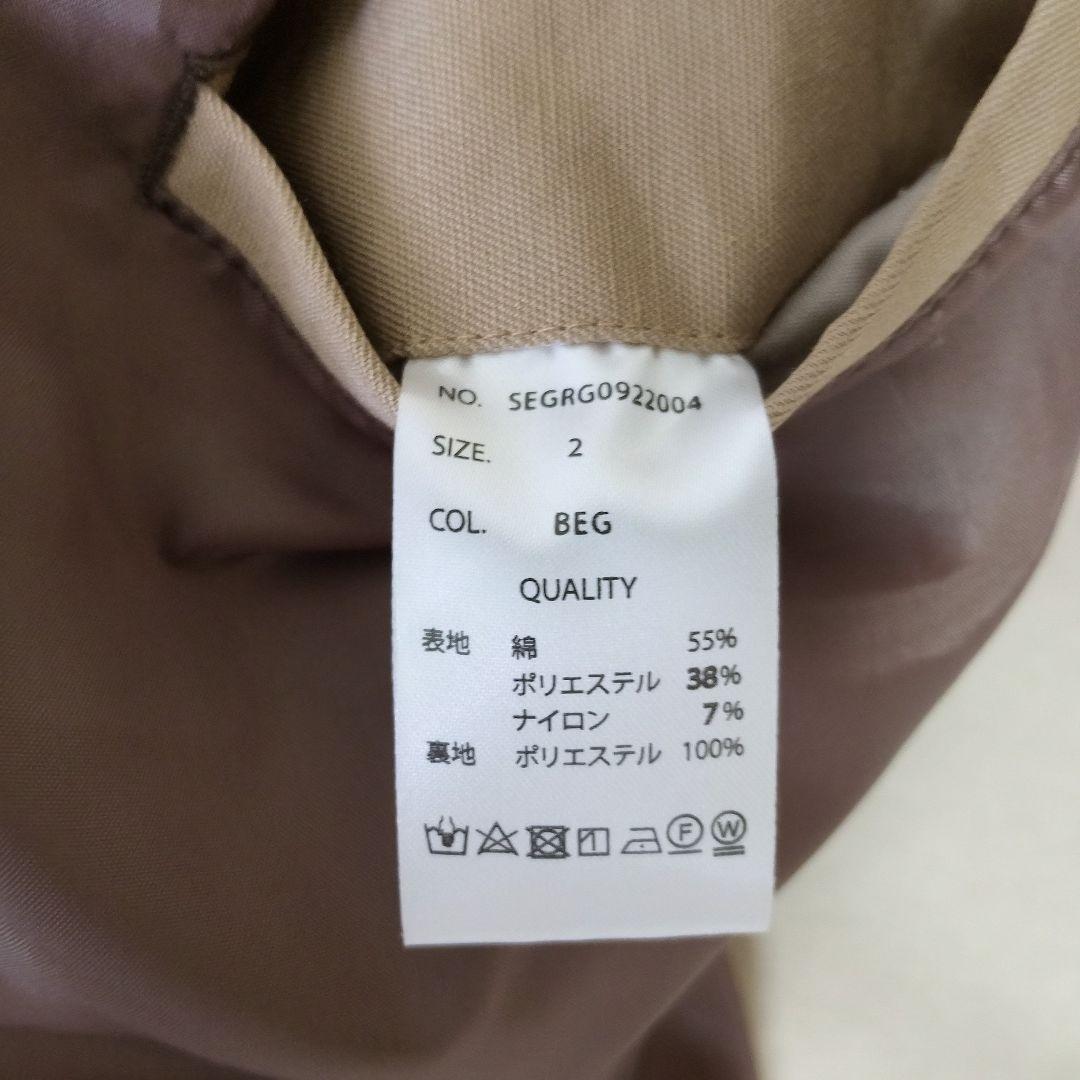 NO. SEGRG0922004
SIZE. 2
COL. BEG
QUALITY
表地 綿 55%
ポリエステル 38%
ナイロン 7%
裏地 ポリエステル 100%
F W